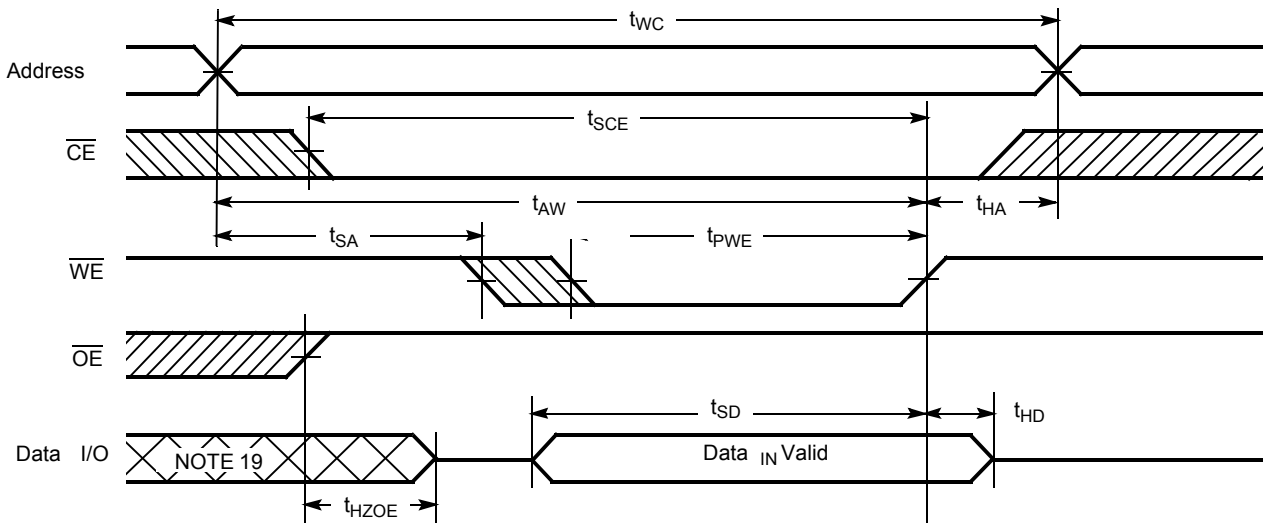 tWC
Address
tSCE
CE
tAW
tHA
tSA
tPWE
WE
OE
tSD
tHD
Data I/O
NOTE 19
Data IN Valid
tHZOE